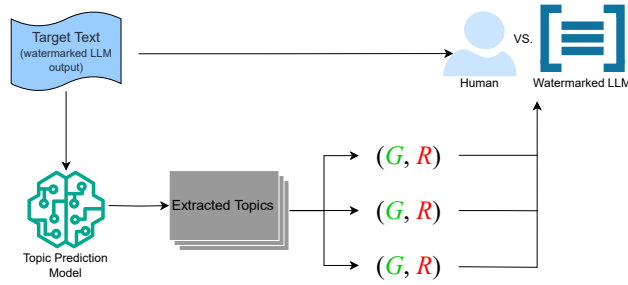 Target Text
(watermarked LLM
output)
VS.
Human
Watermarked LLM
(G, R)
Extracted Topics
(G, R)
Topic Prediction
Model
(G, R)